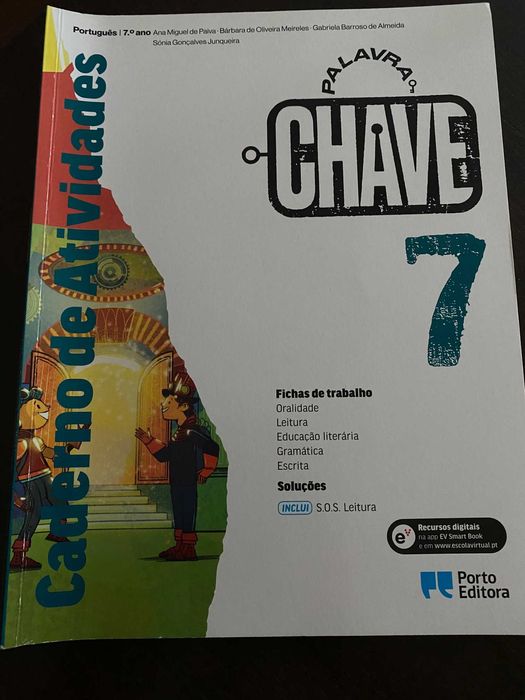 Português | 7.º ano Ana Miguel de Paiva · Bárbara de Oliveira Meireles · Gabriela Barroso de Almeida
Sónia Gonçalves Junqueira
PALAVRA
CHAVE
7
Caderno de Atividades
Fichas de trabalho
Oralidade
Leitura
Educação literária
Gramática
Escrita
Soluções
INCLUI S.O.S. Leitura
e Recursos digitais
na app EV Smart Book
e em www.escolavirtual.pt
Porto
Editora